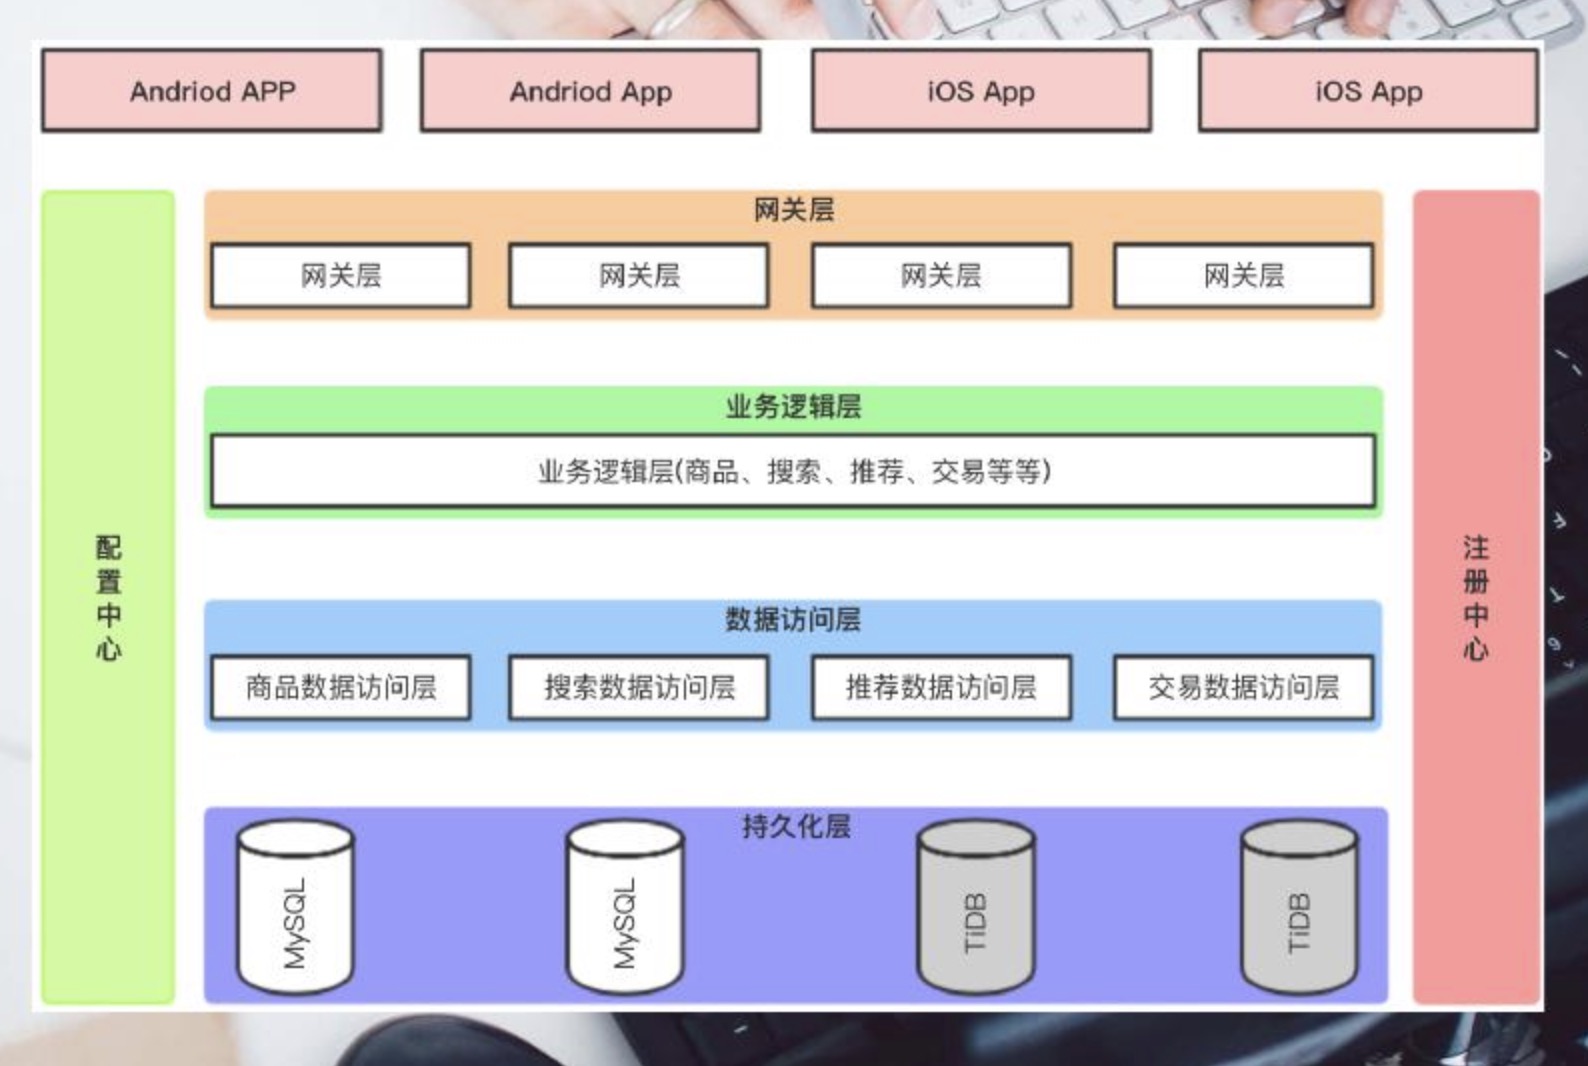 Andriod APP
Andriod App
iOS App
iOS App
网关层
网关层
网关层
网关层
网关层
业务逻辑层
业务逻辑层(商品、搜索、推荐、交易等等)
配置中心
注册中心
数据访问层
商品数据访问层
搜索数据访问层
推荐数据访问层
交易数据访问层
持久化层
MySQL
MySQL
TiDB
TiDB